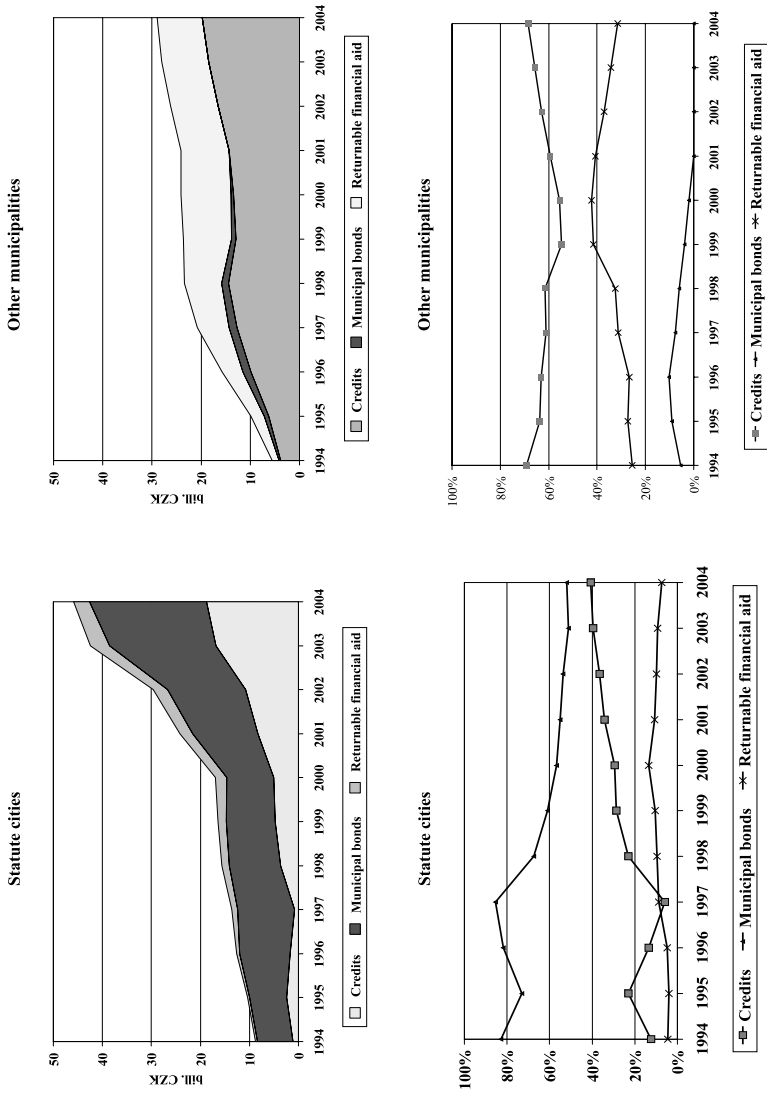 Statute cities
50
40
30
20
10
0
bill. CZK
1994 1995 1996 1997 1998 1999 2000 2001 2002 2003 2004
Credits Municipal bonds Returnable financial aid
Other municipalities
50
40
30
20
10
0
bill. CZK
1994 1995 1996 1997 1998 1999 2000 2001 2002 2003 2004
Credits Municipal bonds Returnable financial aid
Statute cities
100%
80%
60%
40%
20%
0%
1994 1995 1996 1997 1998 1999 2000 2001 2002 2003 2004
Credits Municipal bonds Returnable financial aid
Other municipalities
100%
80%
60%
40%
20%
0%
1994 1995 1996 1997 1998 1999 2000 2001 2002 2003 2004
Credits Municipal bonds Returnable financial aid